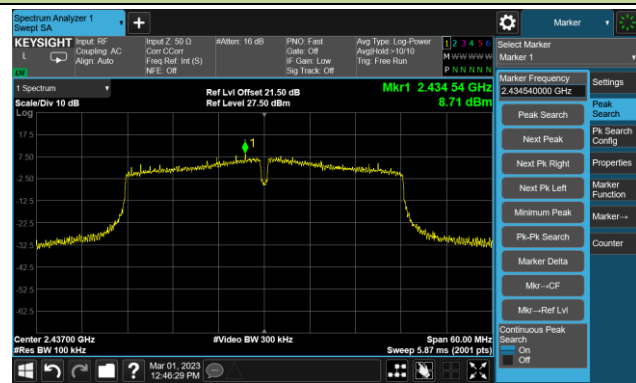 Spectrum Analyzer 1
Swept SA
KEYSIGHT
L
Input: RF
Coupling: AC
Align: Auto
Input Z: 50 Ω
Corr CCorr
Freq Ref: Int (S)
NFE: Off
#Atten: 16 dB
PNO: Fast
Gate: Off
IF Gain: Low
Sig Track: Off
Avg Type: Log-Power
Avg|Hold:>10/10
Trig: Free Run
1 2 3 4 5 6
M W W W W W
P N N N N N
1 Spectrum
Scale/Div 10 dB
Log
Ref Lvl Offset 21.50 dB
Ref Level 27.50 dBm
Mkr1 2.434 54 GHz
8.71 dBm
17.5
7.50
-2.50
-12.5
-22.5
-32.5
-42.5
-52.5
-62.5
1
Center 2.43700 GHz
#Res BW 100 kHz
#Video BW 300 kHz
Span 60.00 MHz
Sweep 5.87 ms (2001 pts)
Mar 01, 2023
12:46:29 PM
Marker
Select Marker
Marker 1
Marker Frequency
2.434540000 GHz
Peak Search
Next Peak
Next Pk Right
Next Pk Left
Minimum Peak
Pk-Pk Search
Marker Delta
Mkr→CF
Mkr→Ref Lvl
Continuous Peak
Search
On
Off
Settings
Peak
Search
Pk Search
Config
Properties
Marker
Function
Marker→
Counter